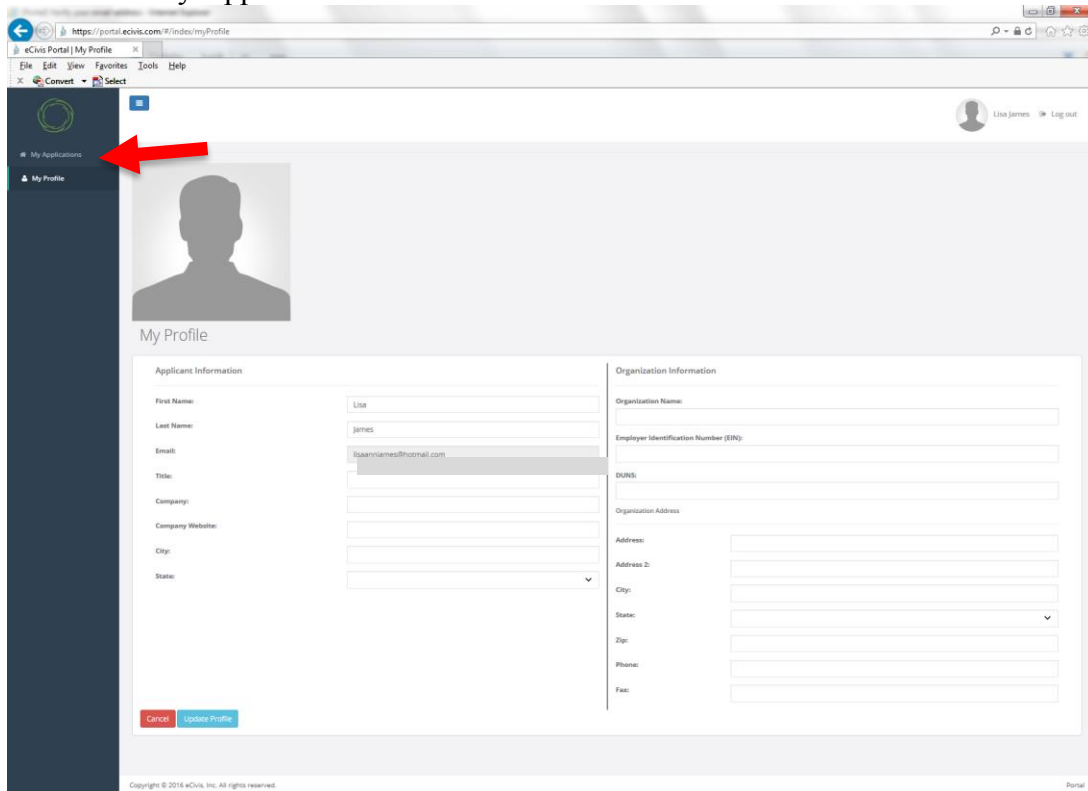 https://portal.ecivis.com/#/index/myProfile
eCivis Portal | My Profile
File Edit View Favorites Tools Help
Convert Select
Lisa James Log out
My Applications
My Profile
My Profile
Applicant Information
First Name: Lisa
Last Name: James
Email: lisaannjames@hotmail.com
Title:
Company:
Company Website:
City:
State:
Organization Information
Organization Name:
Employer Identification Number (EIN):
DUNS:
Organization Address
Address:
Address 2:
City:
State:
Zip:
Phone:
Fax:
Cancel Update Profile
Copyright © 2016 eCivis, Inc. All rights reserved. Portal